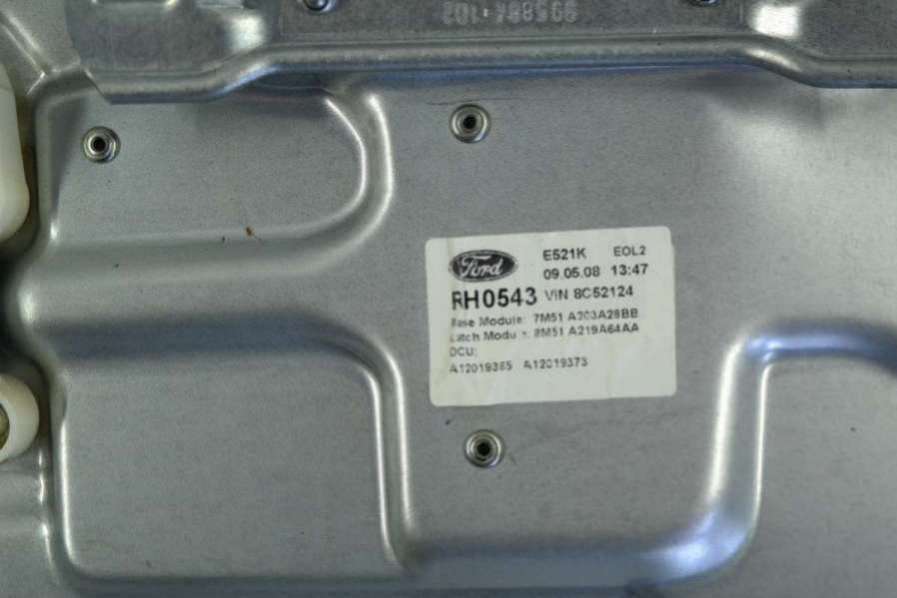 Ford
E521K EOL2
09.05.08 13:47
RH0543 VIN 8C52124
Base Module: 7M51 A203A28BB
Latch Modu : 8M51 A219A64AA
DCU:
A12019365 A12019373